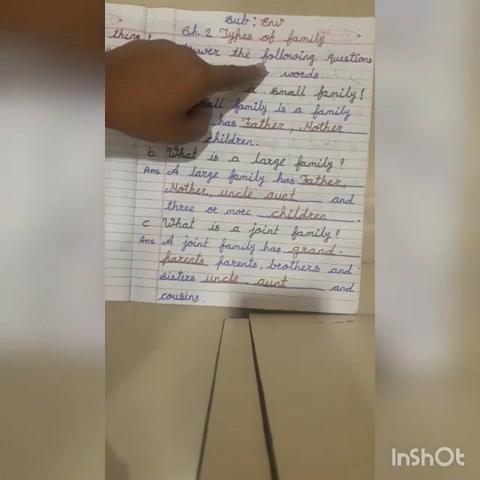 Sub: Env
thing!
Ch. 2 Types of family
the following Questions
words.
a small family!
family is a family
has Father, Mother
children.
b. What is a large family?
Ans A large family has Father,
Mother, uncle aunt and
three or more children.
c. What is a joint family?
Ans A joint family has grand-
parents, parents, brothers and
sisters uncle, aunt and
cousins.
InShOt